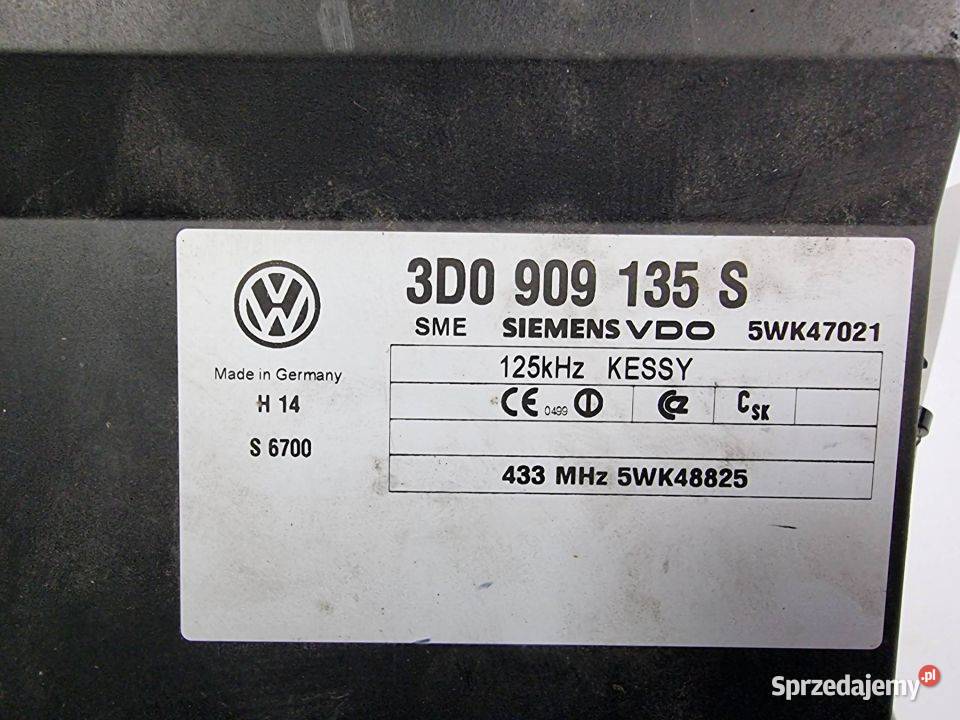 3D0 909 135 S
SME SIEMENS VDO 5WK47021
Made in Germany
H 14
S 6700
125kHz KESSY
CE 0499
CSK
433 MHz 5WK48825
Sprzedajemy.pl